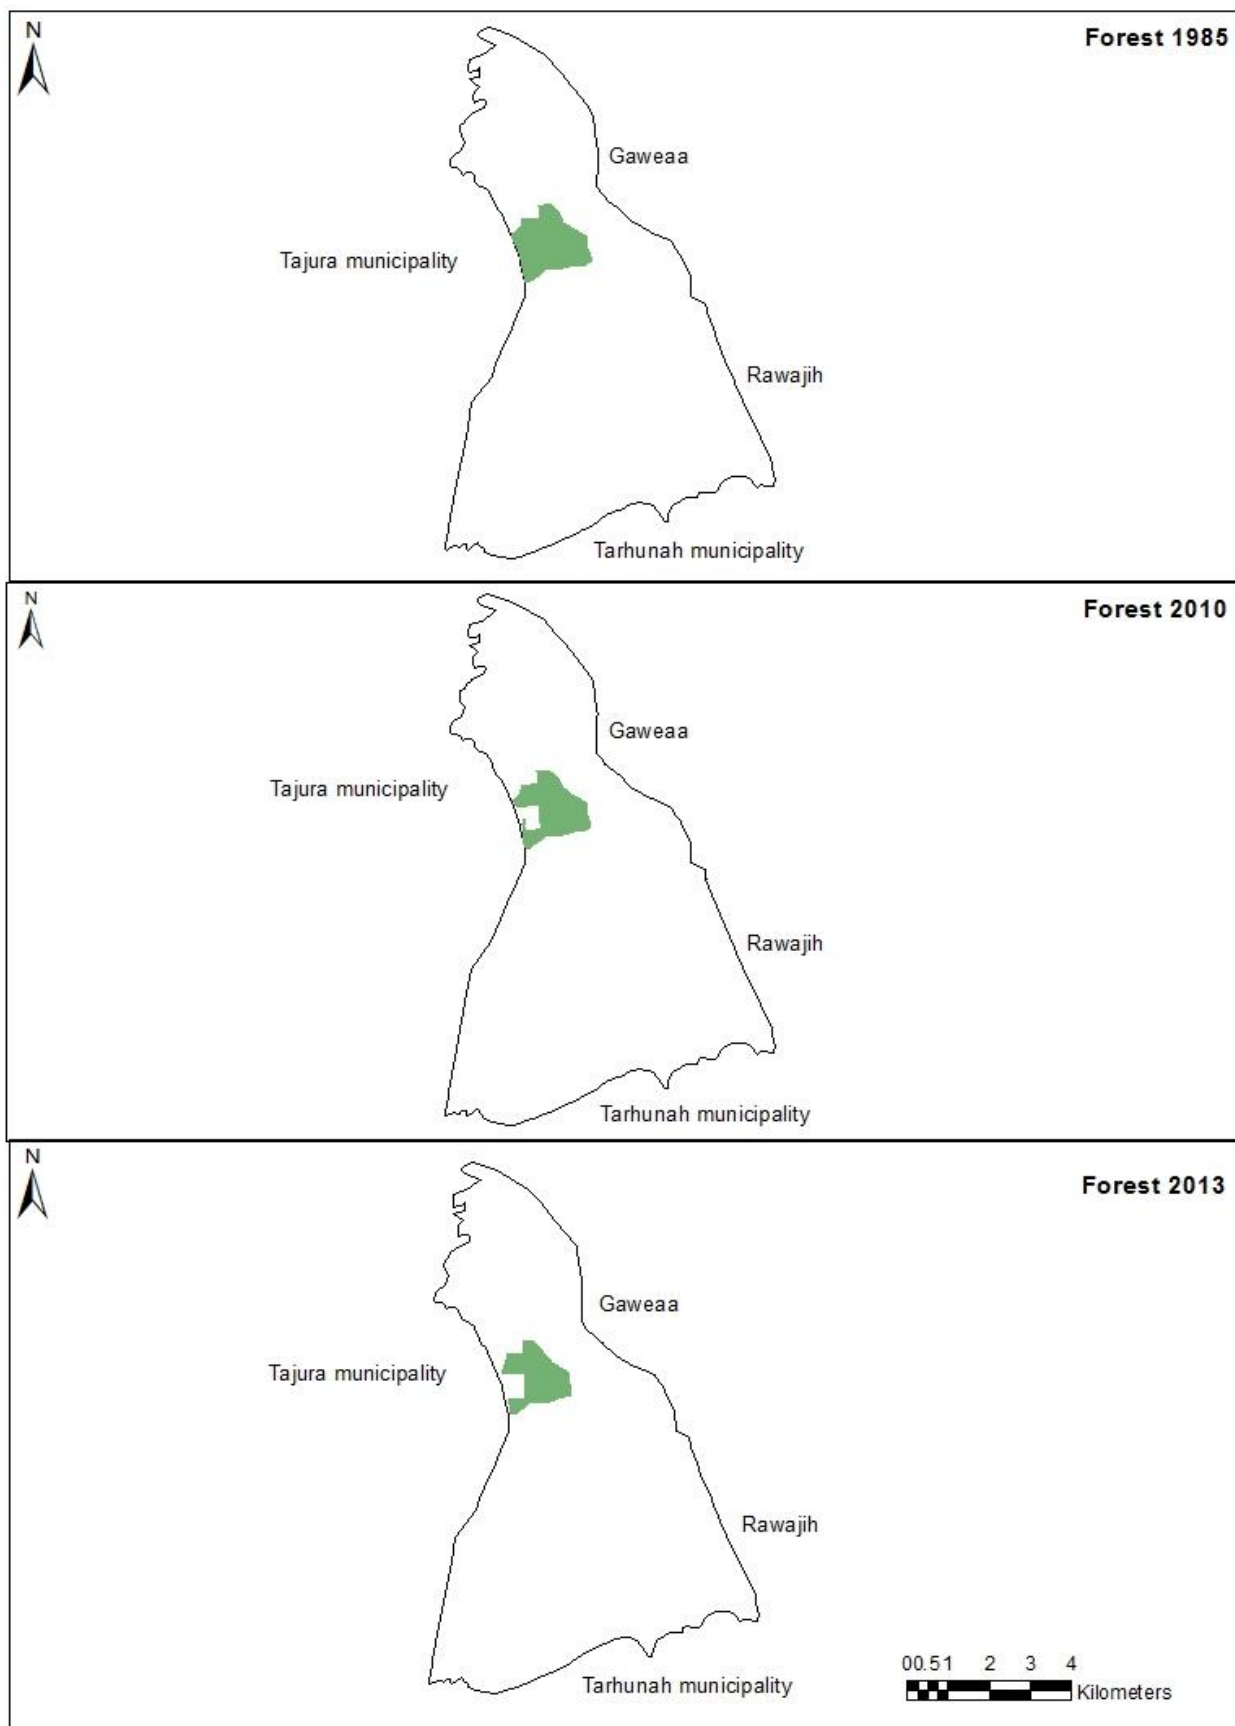 N
Forest 1985
Gaweaa
Tajura municipality
Rawajih
Tarhunah municipality
N
Forest 2010
Gaweaa
Tajura municipality
Rawajih
Tarhunah municipality
N
Forest 2013
Gaweaa
Tajura municipality
Rawajih
00.51 2 3 4
Kilometers
Tarhunah municipality